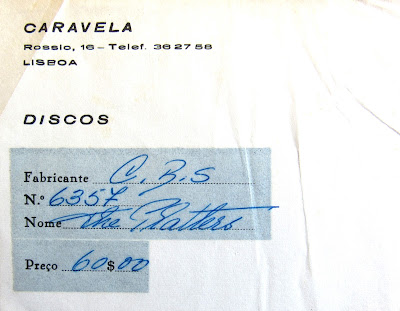 CARAVELA
Rossio, 16 – Telef. 36 27 58
LISBOA
DISCOS
Fabricante C. B. S
N.º 6357
Nome The Platters
Preço 60$00